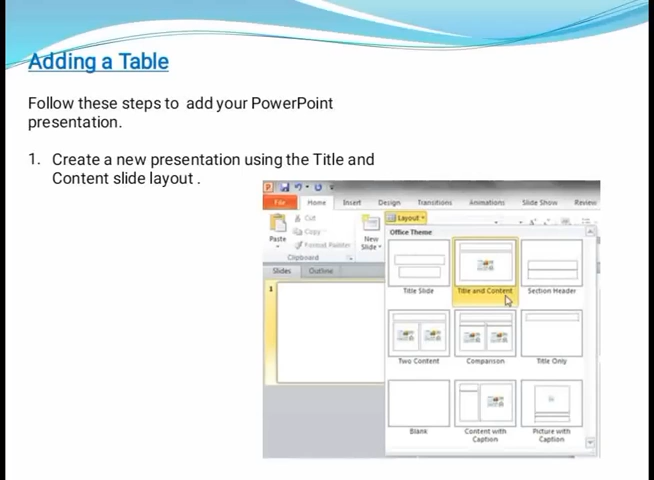 Adding a Table
Follow these steps to add your PowerPoint
presentation.
1. Create a new presentation using the Title and
Content slide layout .
File Home Insert Design Transitions Animations Slide Show Review
Cut
Layout
Copy
Office Theme
Paste
Format Painter
New
Slide
Clipboard
Slides Outline
1
Title Slide
Title and Content
Section Header
Two Content
Comparison
Title Only
Blank
Content with
Caption
Picture with
Caption